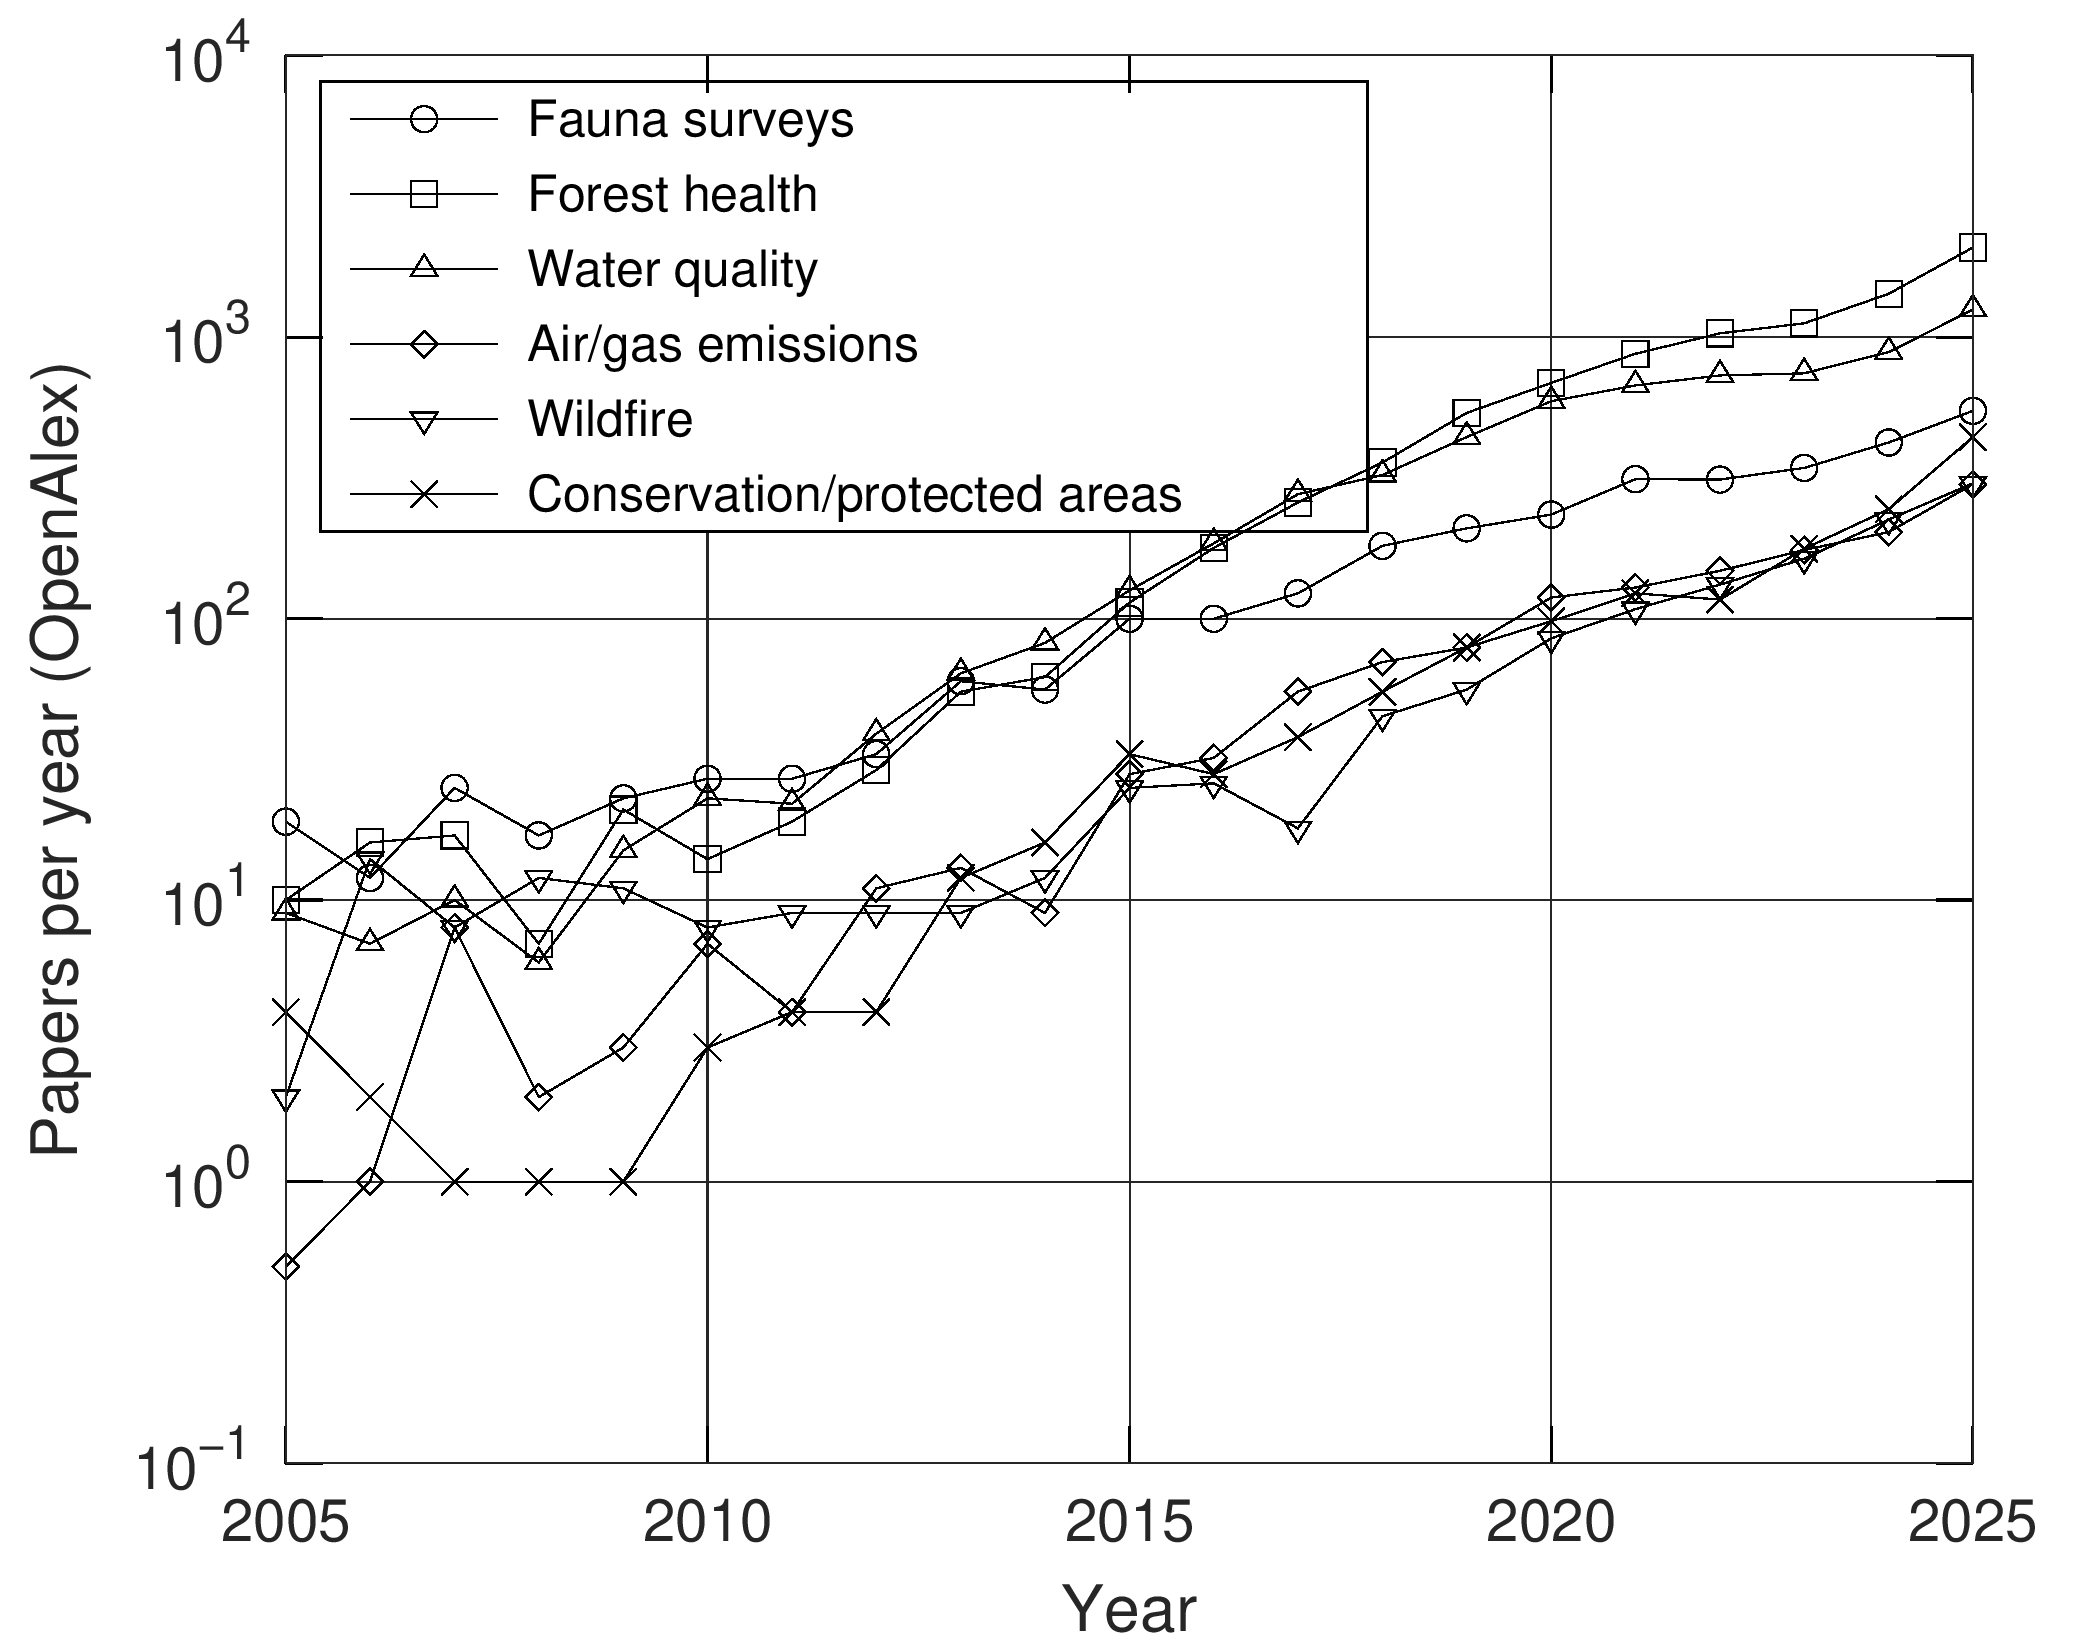 10^4
10^3
10^2
10^1
10^0
10^−1
Papers per year (OpenAlex)
Fauna surveys
Forest health
Water quality
Air/gas emissions
Wildfire
Conservation/protected areas
2005 2010 2015 2020 2025
Year